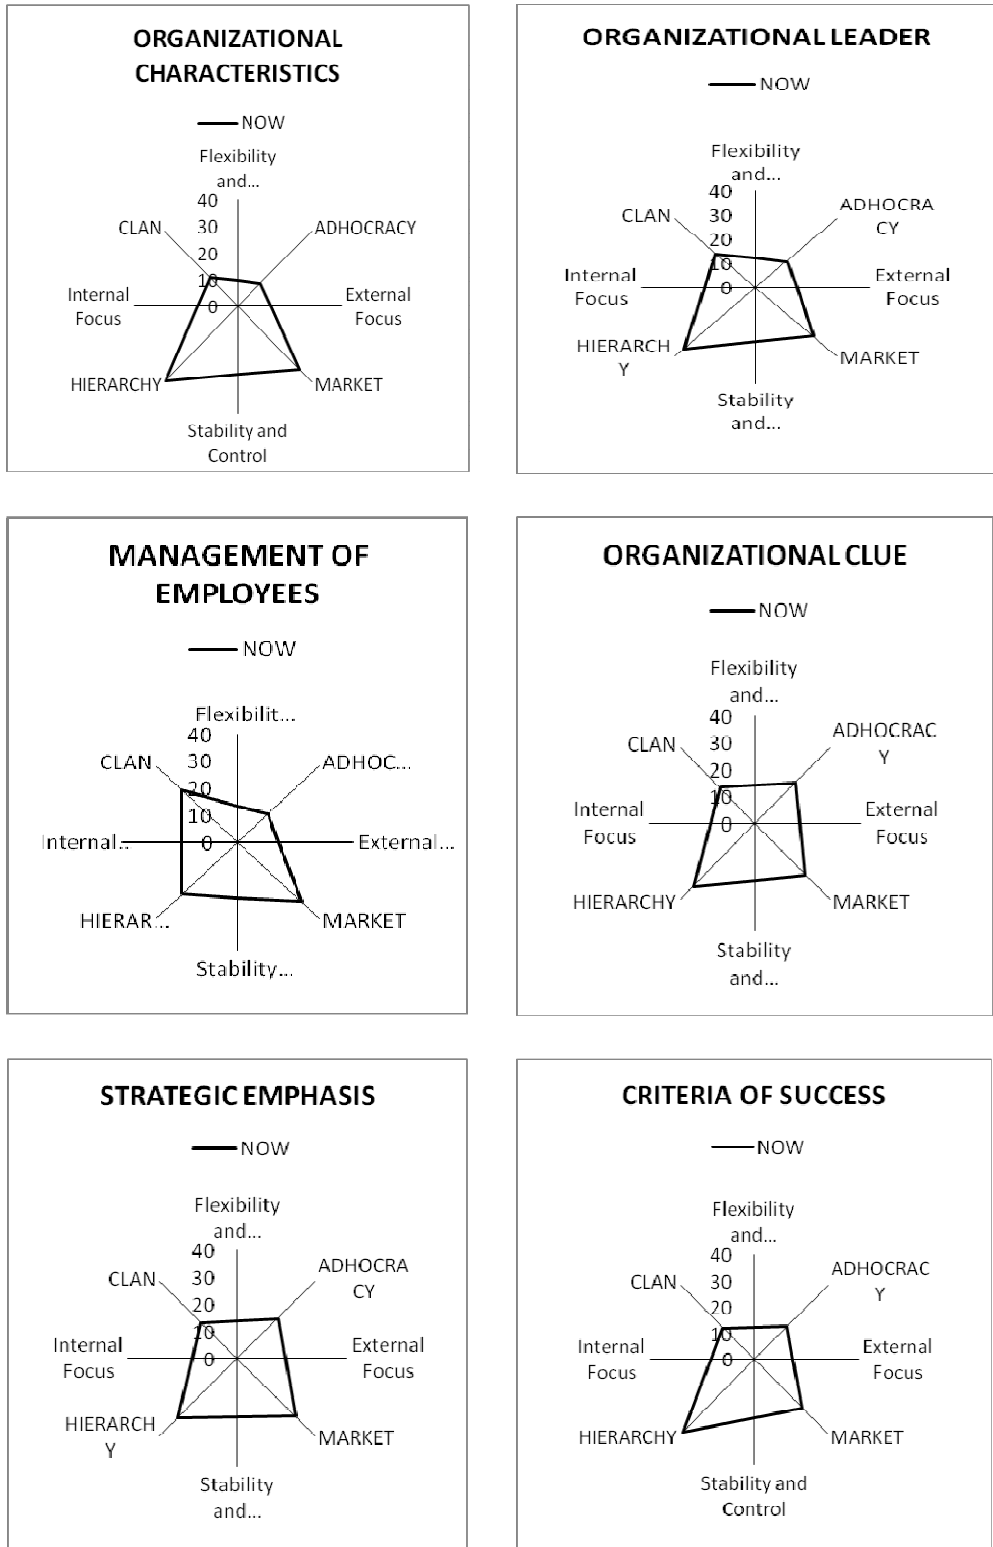 ORGANIZATIONAL
CHARACTERISTICS
NOW
Flexibility
and...
40
30
20
10
0
CLAN
ADHOCRACY
Internal
Focus
External
Focus
HIERARCHY
MARKET
Stability and
Control
ORGANIZATIONAL LEADER
NOW
Flexibility
and...
40
30
20
10
0
CLAN
ADHOCRA
CY
Internal
Focus
External
Focus
HIERARCH
Y
MARKET
Stability
and...
MANAGEMENT OF
EMPLOYEES
NOW
Flexibilit...
40
30
20
10
0
CLAN
ADHOC...
Internal...
External...
HIERAR...
MARKET
Stability...
ORGANIZATIONAL CLUE
NOW
Flexibility
and...
40
30
20
10
0
CLAN
ADHOCRAC
Y
Internal
Focus
External
Focus
HIERARCHY
MARKET
Stability
and...
STRATEGIC EMPHASIS
NOW
Flexibility
and...
40
30
20
10
0
CLAN
ADHOCRA
CY
Internal
Focus
External
Focus
HIERARCH
Y
MARKET
Stability
and...
CRITERIA OF SUCCESS
NOW
Flexibility
and...
40
30
20
10
0
CLAN
ADHOCRAC
Y
Internal
Focus
External
Focus
HIERARCHY
MARKET
Stability and
Control